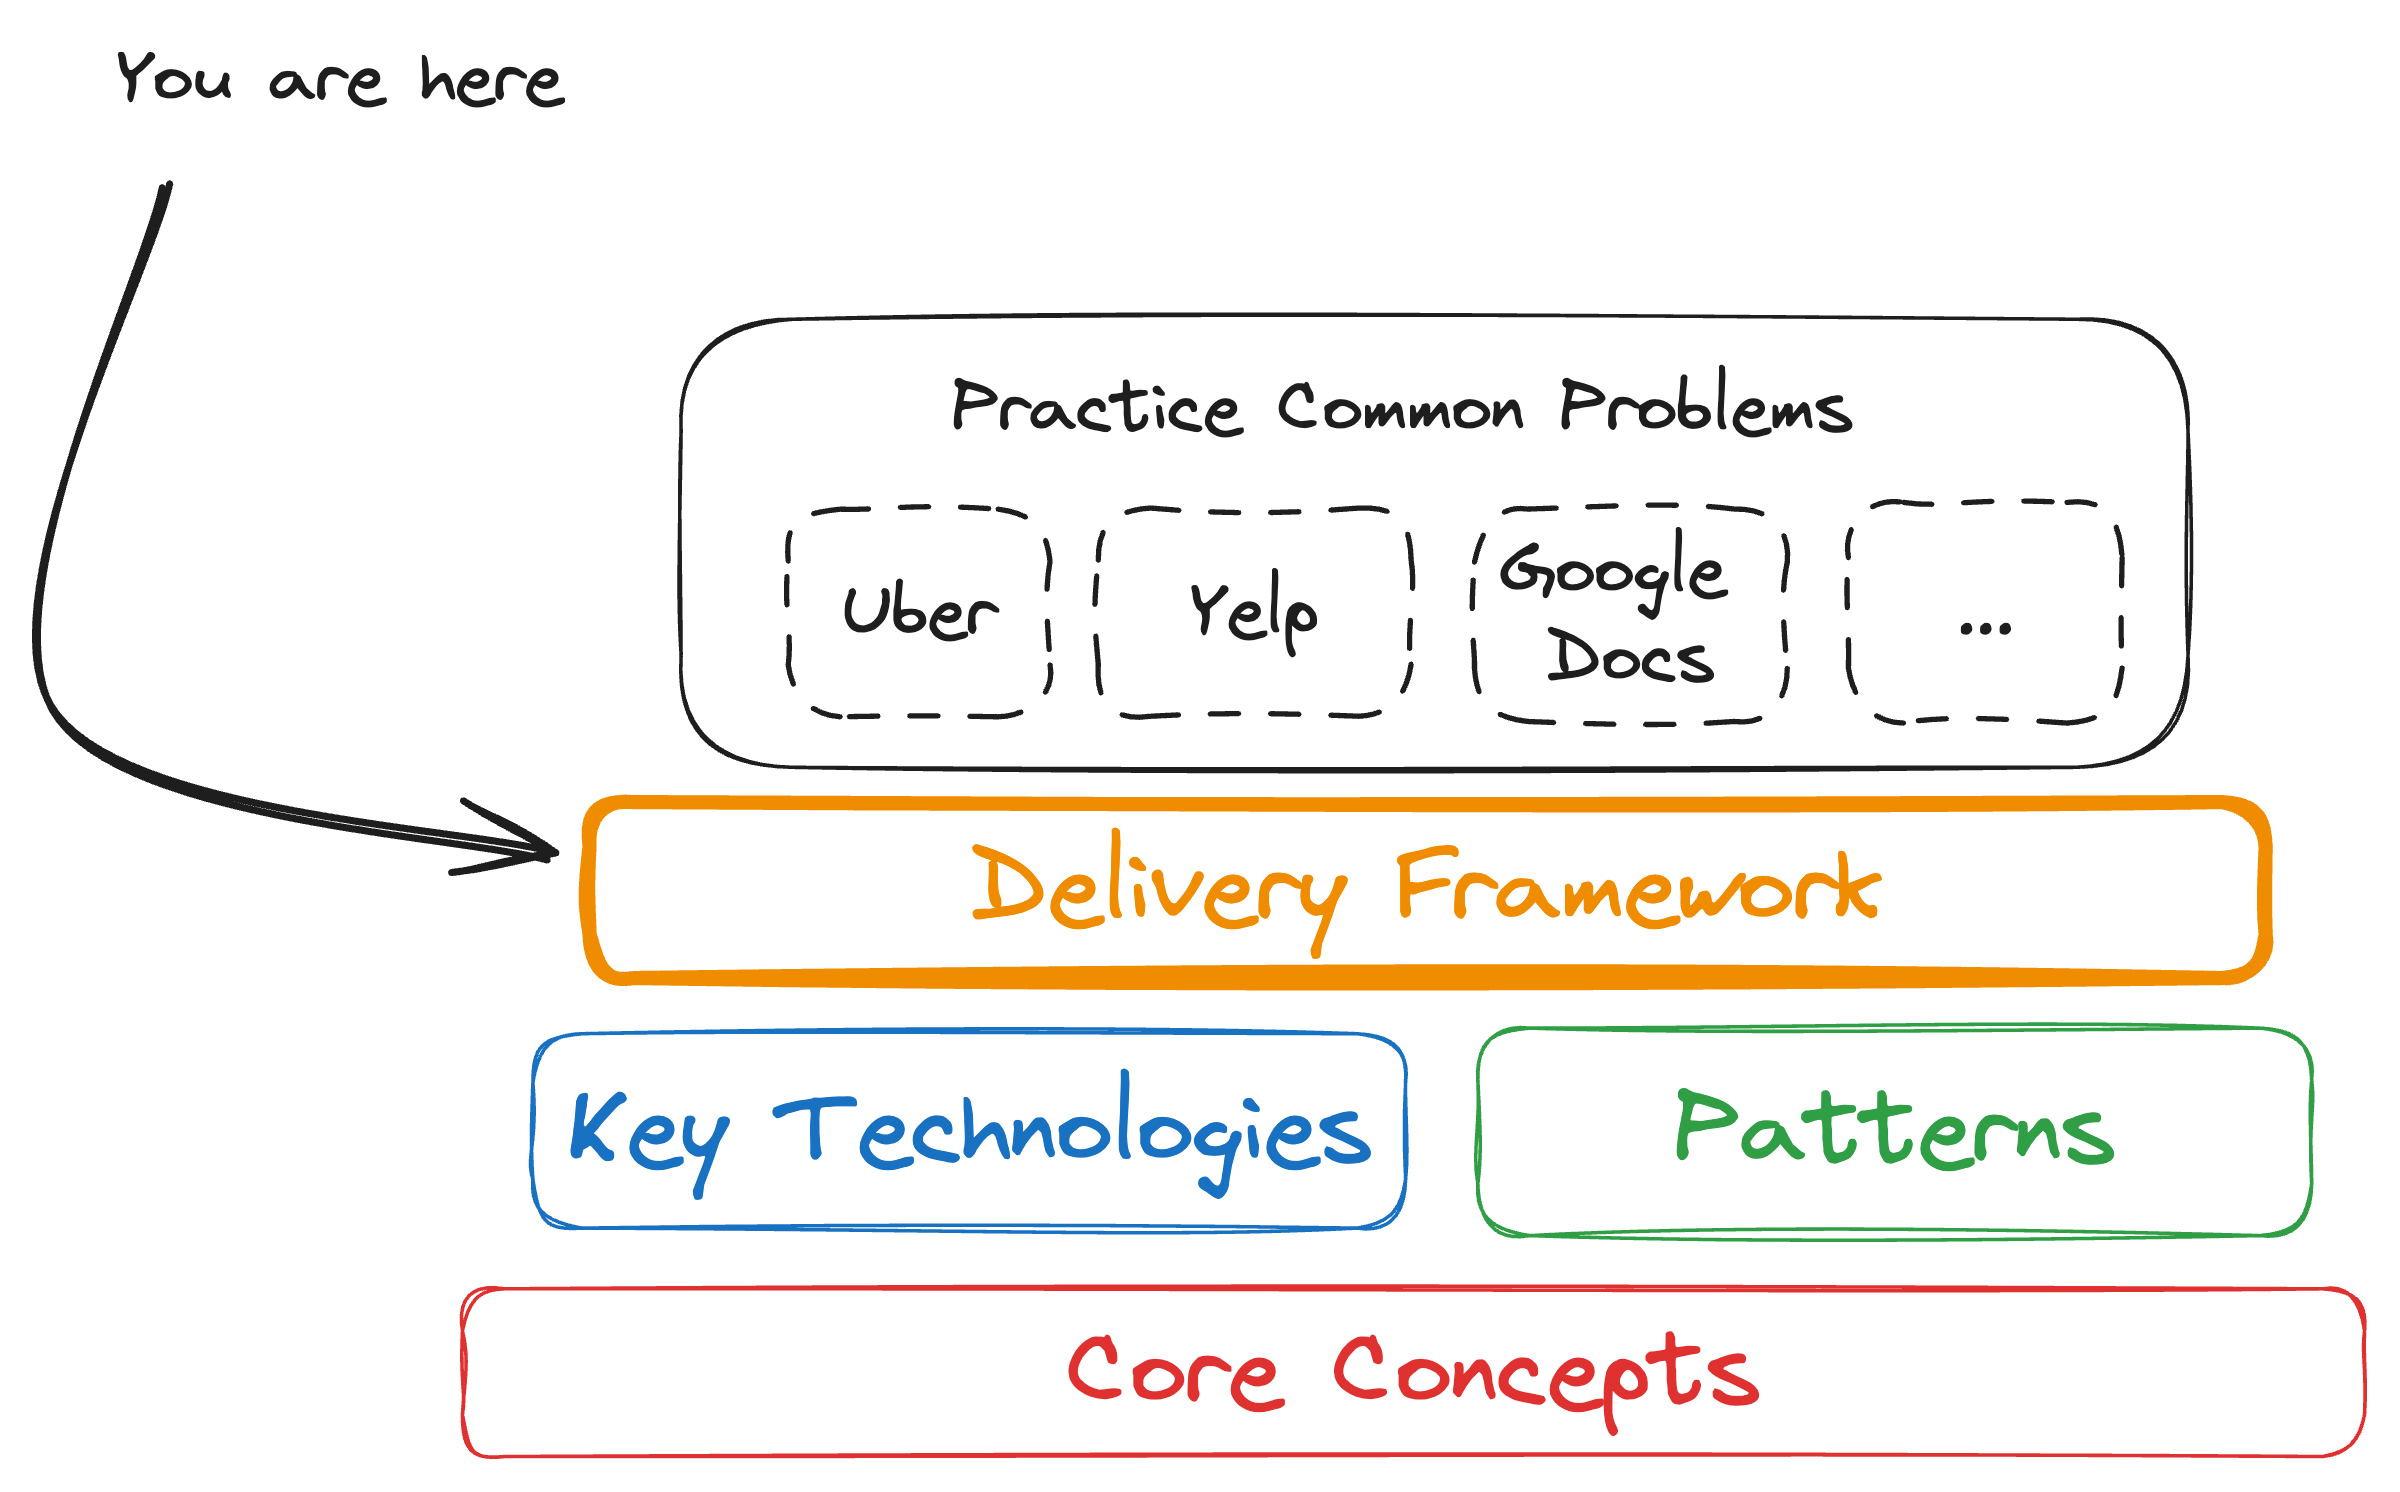 You are here
Practice Common Problems
Uber
Yelp
Google
Docs
...
Delivery Framework
Key Technologies
Patterns
Core Concepts